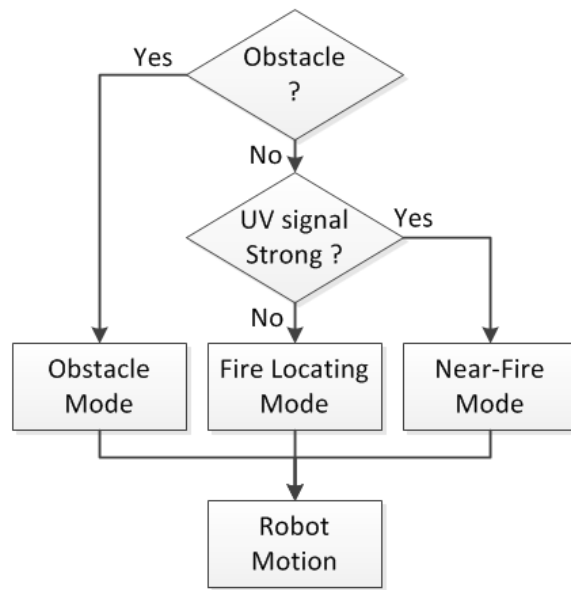 Yes
Obstacle
?
No
UV signal
Strong ?
Yes
No
Obstacle
Mode
Fire Locating
Mode
Near-Fire
Mode
Robot
Motion